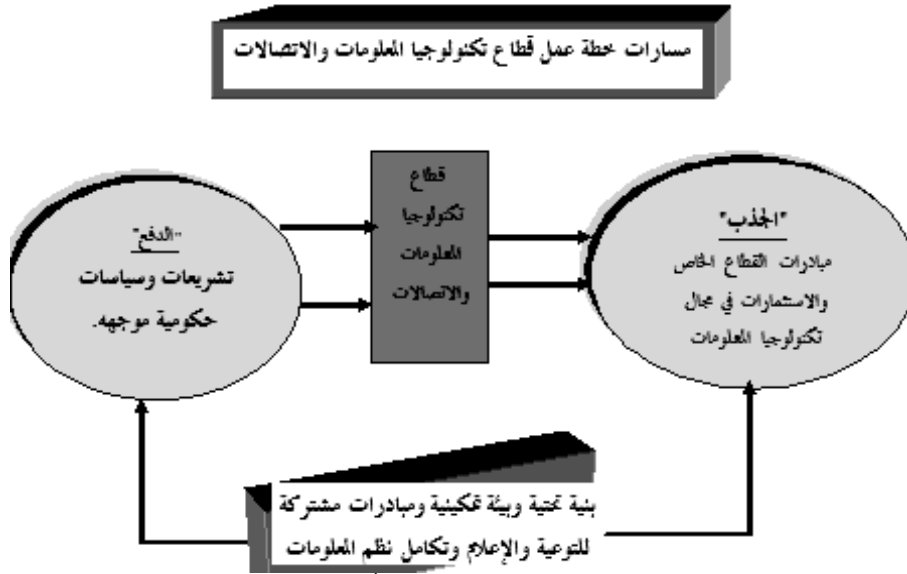 مسارات خطة عمل قطاع تكنولوجيا المعلومات والاتصالات
"الجذب"
مبادرات القطاع الخاص
والاستثمارات في مجال
تكنولوجيا المعلومات
قطاع
تكنولوجيا
المعلومات
والاتصالات
"الدفع"
تشريعات وسياسات
حكومية موجهه.
بنية تحتية وبيئة تمكينية ومبادرات مشتركة
للتوعية والإعلام وتكامل نظم المعلومات